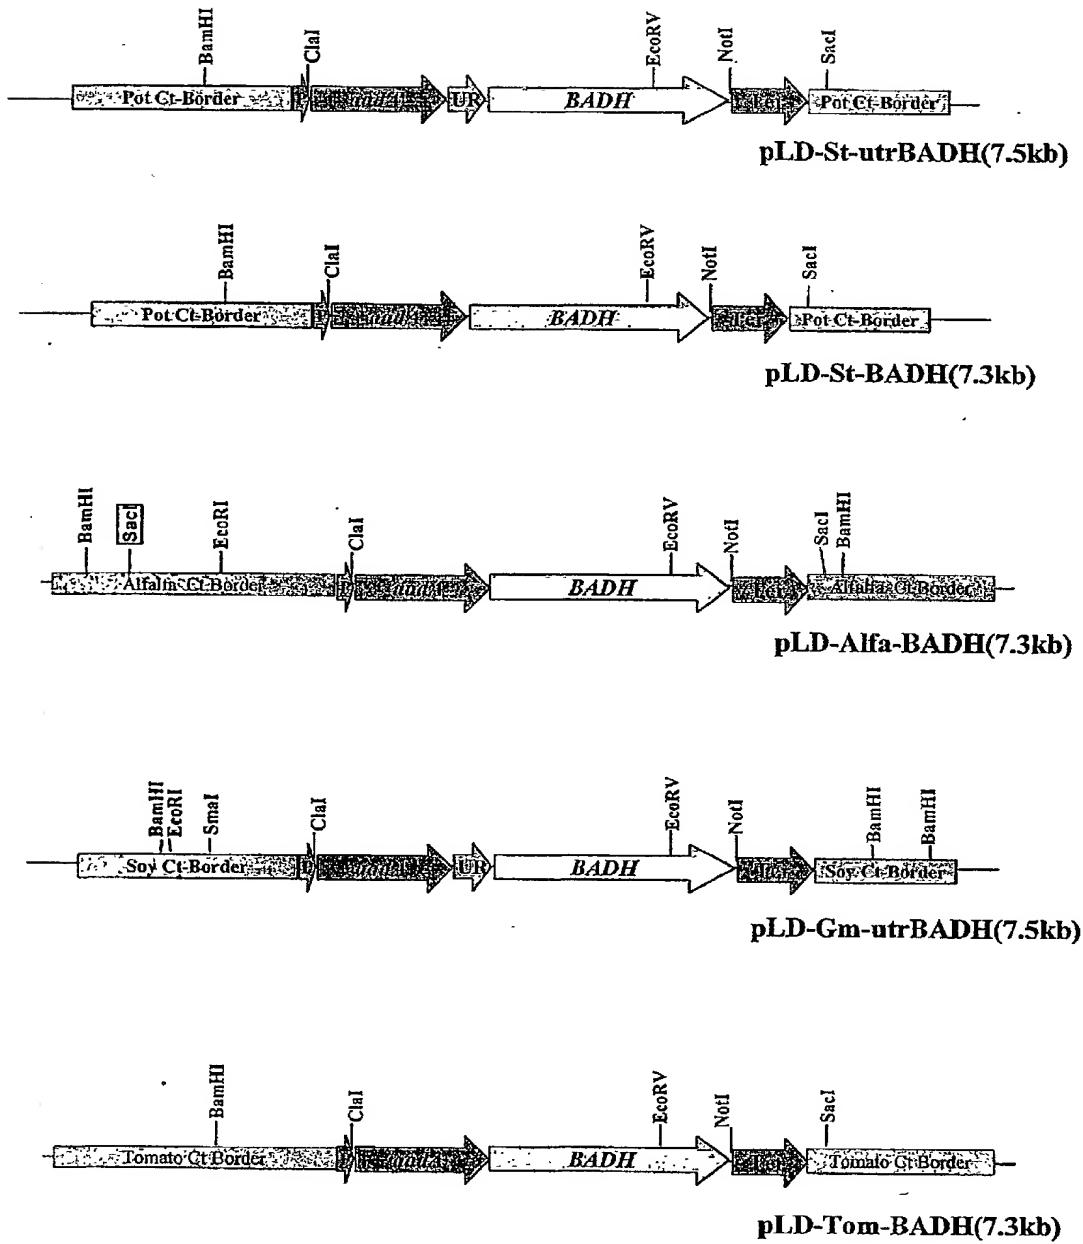 BamHI ClaI EcoRV NotI SacI
Pot Ct-Border UR BADH Pot Ct-Border
pLD-St-utrBADH(7.5kb)
BamHI ClaI EcoRV NotI SacI
Pot Ct-Border BADH Pot Ct-Border
pLD-St-BADH(7.3kb)
BamHI SacI EcoRI ClaI EcoRV NotI SacI BamHI
Alfalfa Ct-Border BADH Alfalfa Ct-Border
pLD-Alfa-BADH(7.3kb)
BamHI EcoRI SmaI ClaI EcoRV NotI BamHI BamHI
Soy Ct-Border UR BADH Soy Ct-Border
pLD-Gm-utrBADH(7.5kb)
BamHI ClaI EcoRV NotI SacI
Tomato Ct Border BADH Tomato Ct Border
pLD-Tom-BADH(7.3kb)